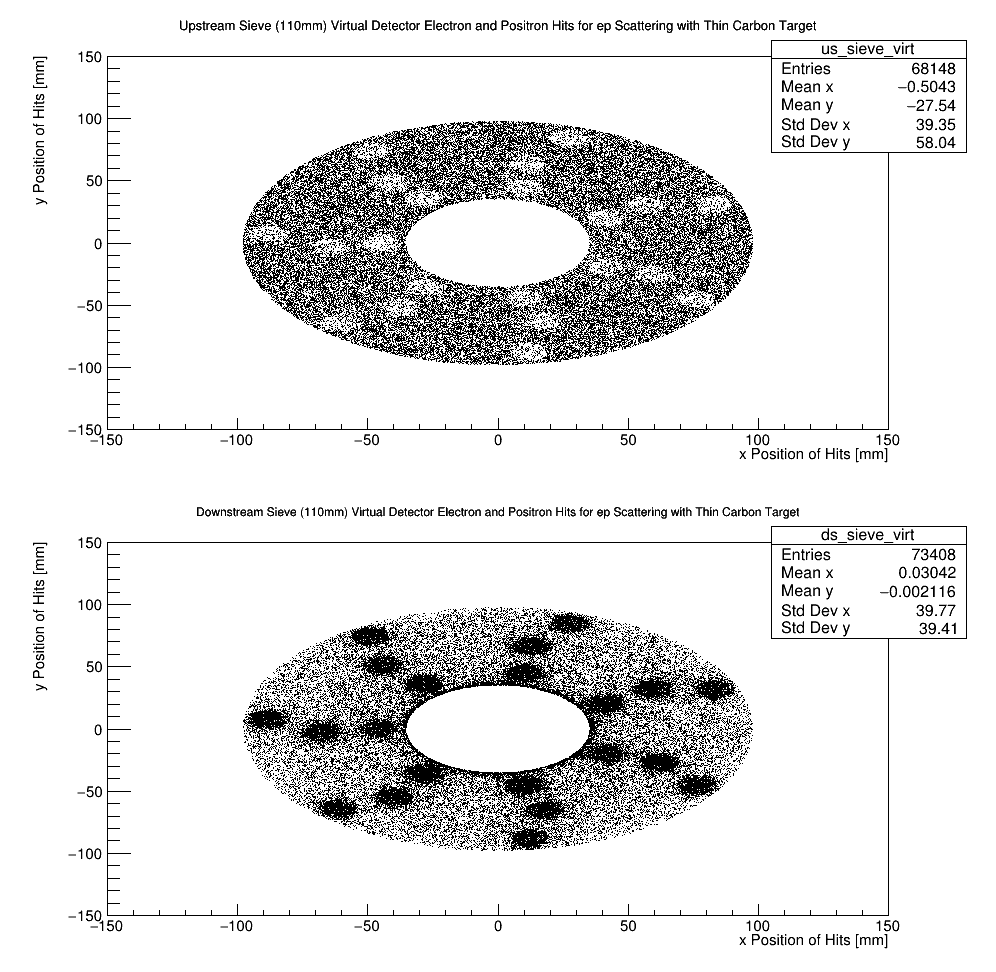 Upstream Sieve (110mm) Virtual Detector Electron and Positron Hits for ep Scattering with Thin Carbon Target
us_sieve_virt
Entries 68148
Mean x −0.5043
Mean y −27.54
Std Dev x 39.35
Std Dev y 58.04
y Position of Hits [mm]
150
100
50
0
−50
−100
−150
−150 −100 −50 0 50 100 150
x Position of Hits [mm]
Downstream Sieve (110mm) Virtual Detector Electron and Positron Hits for ep Scattering with Thin Carbon Target
ds_sieve_virt
Entries 73408
Mean x 0.03042
Mean y −0.002116
Std Dev x 39.77
Std Dev y 39.41
y Position of Hits [mm]
150
100
50
0
−50
−100
−150
−150 −100 −50 0 50 100 150
x Position of Hits [mm]